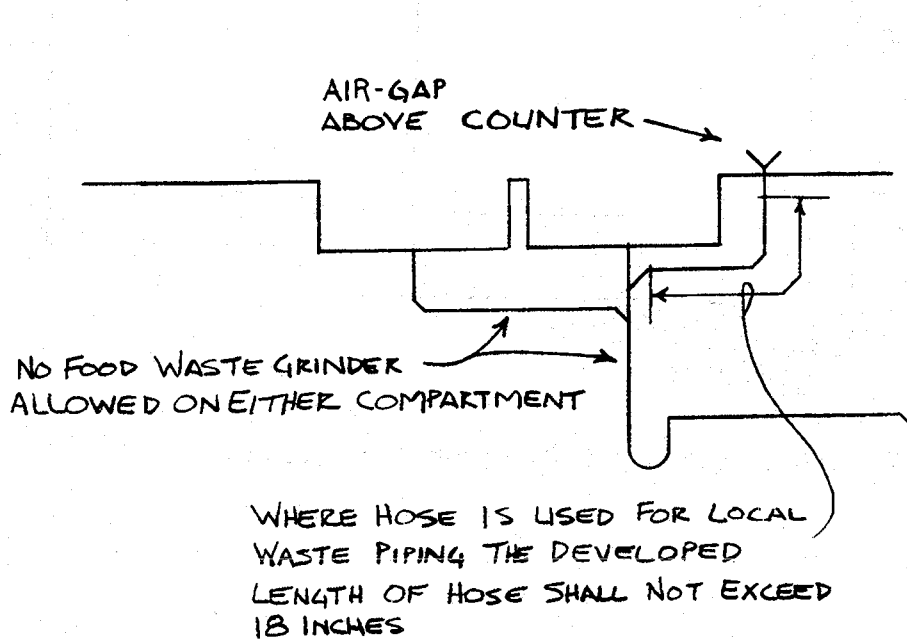 AIR-GAP
ABOVE COUNTER
NO FOOD WASTE GRINDER
ALLOWED ON EITHER COMPARTMENT
WHERE HOSE IS USED FOR LOCAL
WASTE PIPING THE DEVELOPED
LENGTH OF HOSE SHALL NOT EXCEED
18 INCHES